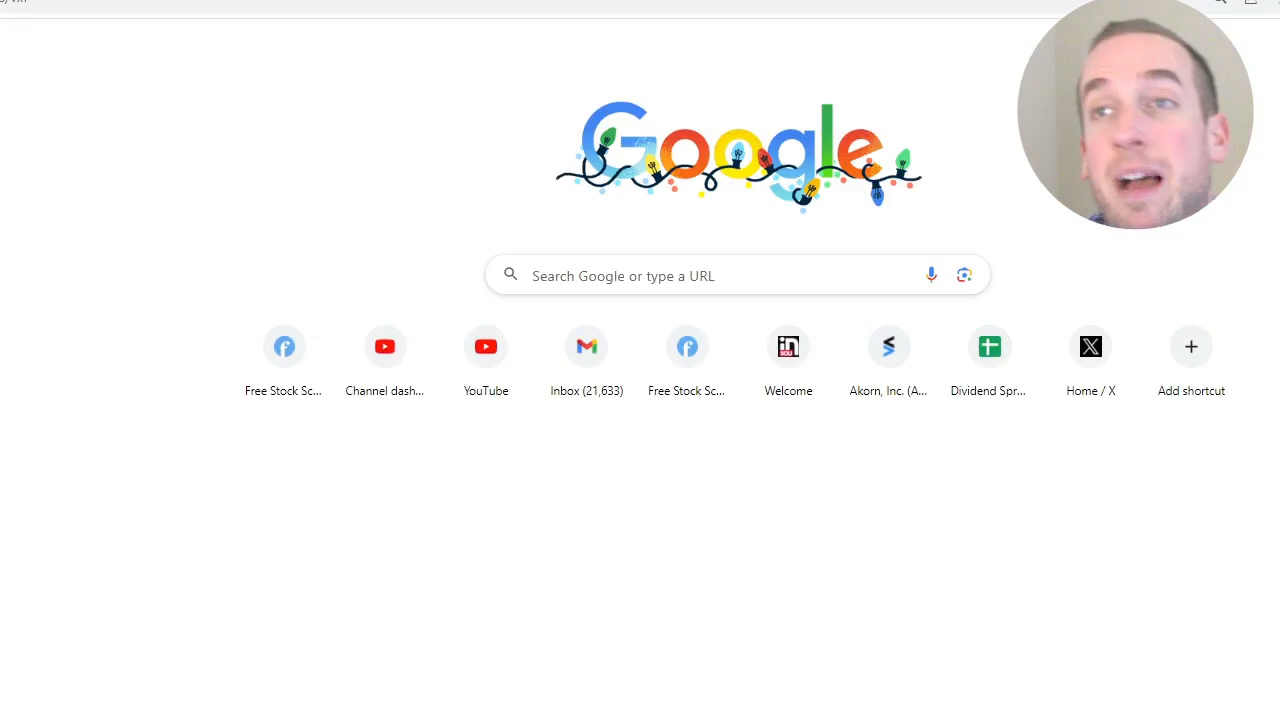 Google
Search Google or type a URL
Free Stock Sc...
Channel dash...
YouTube
Inbox (21,633)
Free Stock Sc...
Welcome
Akorn, Inc. (A...
Dividend Spr...
Home / X
Add shortcut